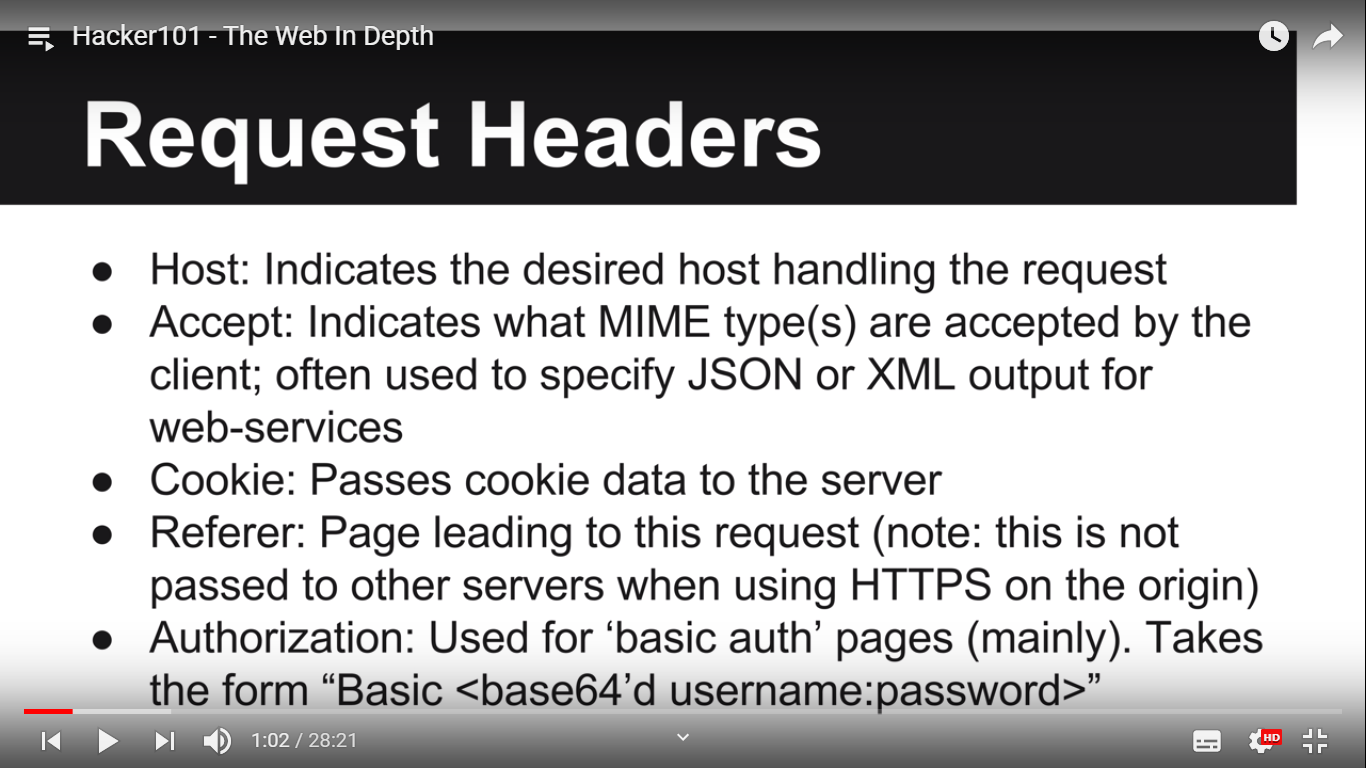 Hacker101 - The Web In Depth
Request Headers
● Host: Indicates the desired host handling the request
● Accept: Indicates what MIME type(s) are accepted by the
client; often used to specify JSON or XML output for
web-services
● Cookie: Passes cookie data to the server
● Referer: Page leading to this request (note: this is not
passed to other servers when using HTTPS on the origin)
● Authorization: Used for ‘basic auth’ pages (mainly). Takes
the form “Basic <base64’d username:password>”
1:02 / 28:21
HD